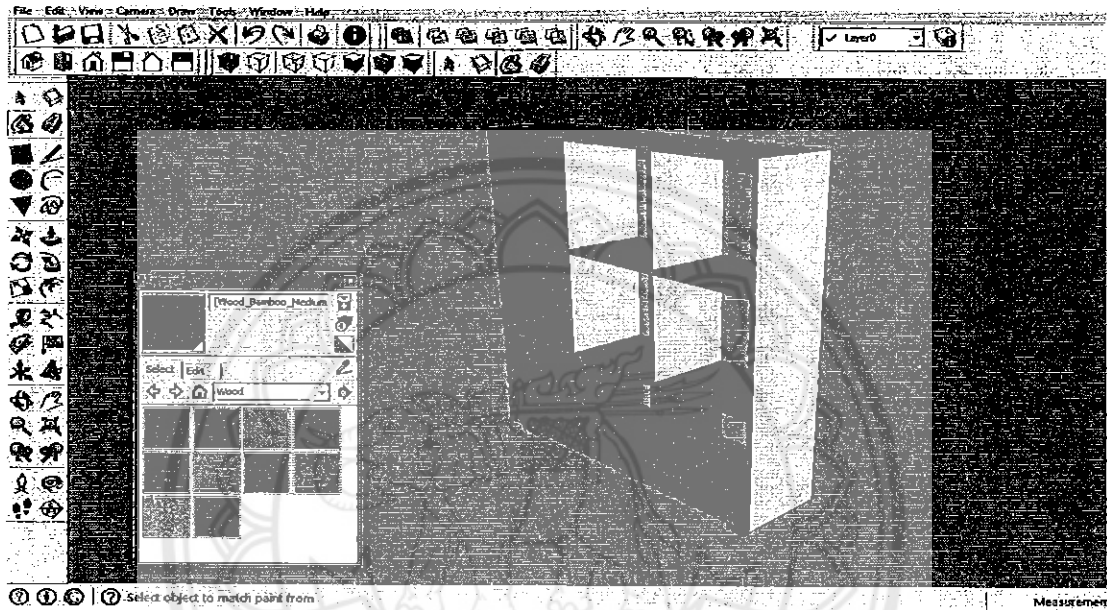 File Edit View Camera Draw Tools Window Help
Layer0
[Wood_Bamboo_Medium
Select Edit
Wood
Select object to match paint from
Measuremen